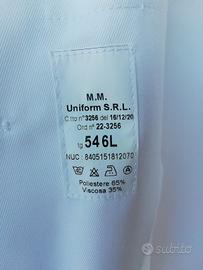 M.M.
Uniform S.R.L.
C.tto n° 3256 del 16/12/20
Ord n° 22-3256
tg 54 6L
NUC: 8405151812070
Poliestere 65%
Viscosa 35%
subito